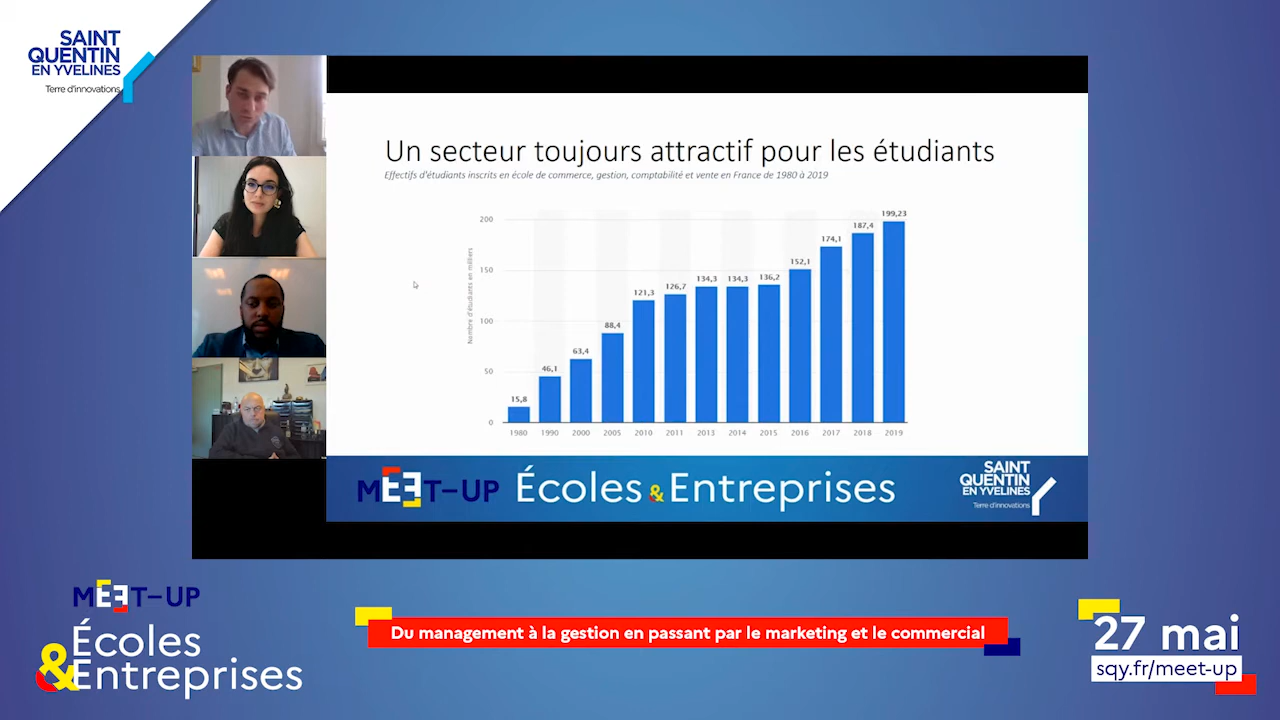 SAINT
QUENTIN
EN YVELINES
Terre d'innovations
Un secteur toujours attractif pour les étudiants
Effectifs d'étudiants inscrits en école de commerce, gestion, comptabilité et vente en France de 1980 à 2019
Nombre d'étudiants en milliers
200
150
100
50
0
15,8
46,1
63,4
88,4
121,3
126,7
134,3
134,3
136,2
152,1
174,1
187,4
199,23
1980 1990 2000 2005 2010 2011 2013 2014 2015 2016 2017 2018 2019
MEET-UP Écoles & Entreprises
SAINT
QUENTIN
EN YVELINES
Terre d'innovations
MEET-UP
Écoles
& Entreprises
Du management à la gestion en passant par le marketing et le commercial
27 mai
sqy.fr/meet-up